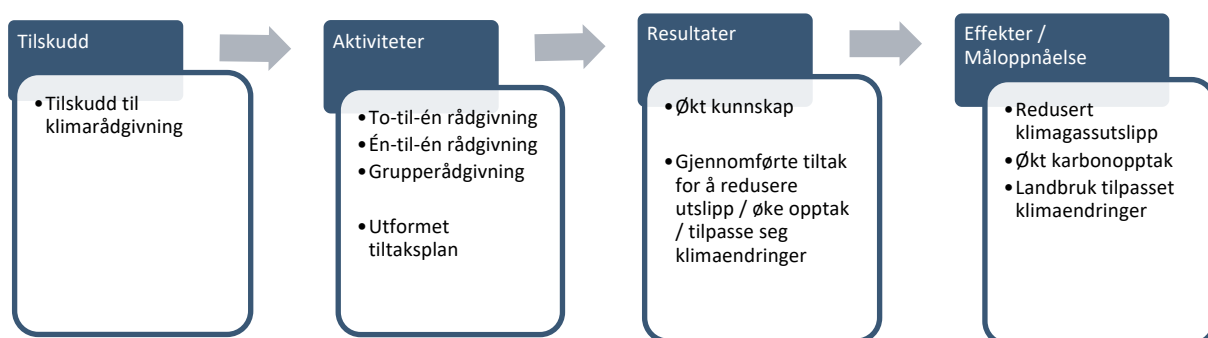 Tilskudd
•Tilskudd til
klimarådgivning
Aktiviteter
•To-til-én rådgivning
•Én-til-én rådgivning
•Grupperådgivning
•Utformet
tiltaksplan
Resultater
•Økt kunnskap
•Gjennomførte tiltak
for å redusere
utslipp / øke opptak
/ tilpasse seg
klimaendringer
Effekter /
Måloppnåelse
•Redusert
klimagassutslipp
•Økt karbonopptak
•Landbruk tilpasset
klimaendringer